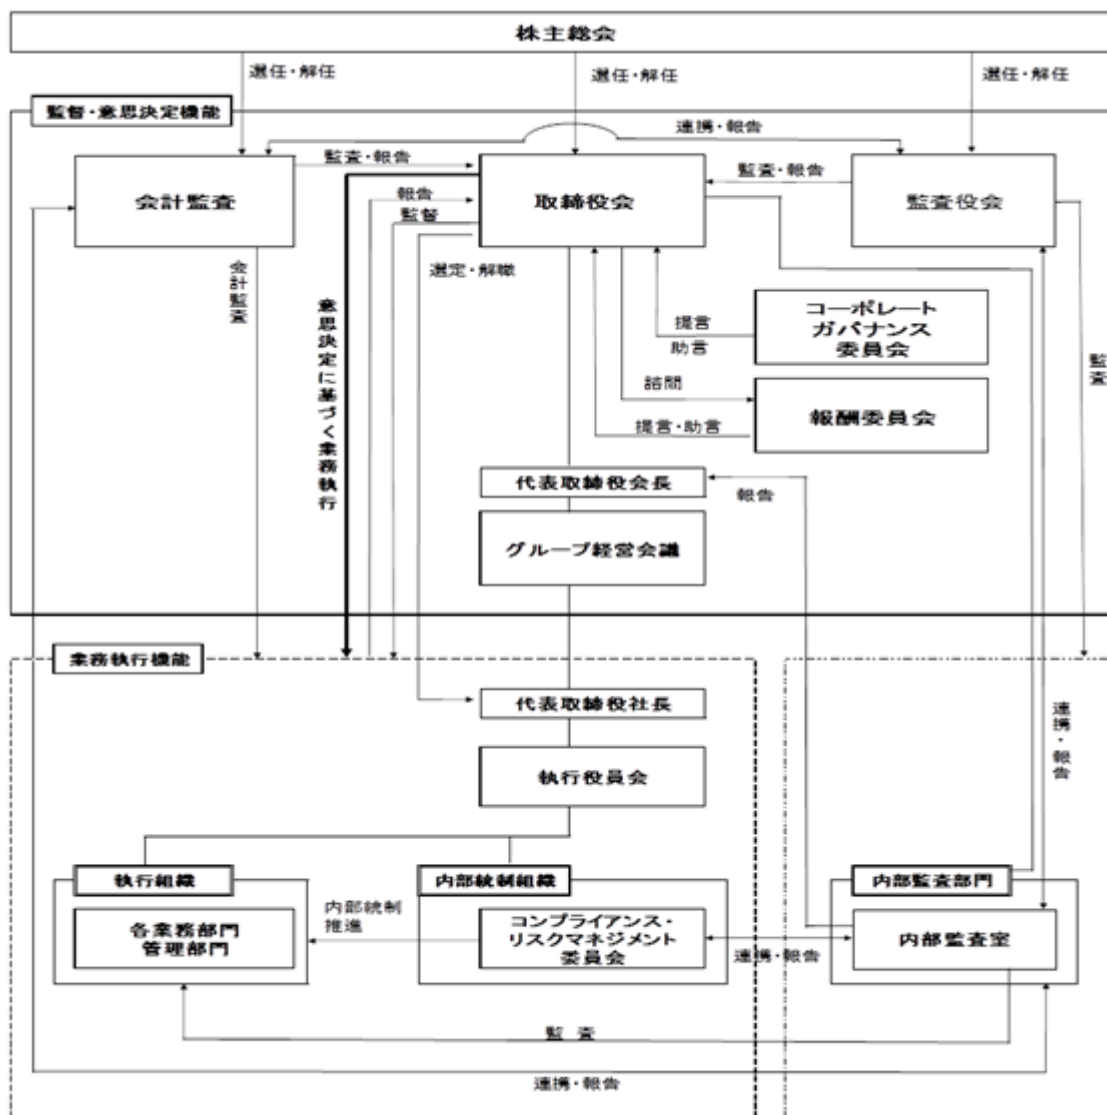 株主総会
選任・解任
選任・解任
選任・解任
監督・意思決定機能
連携・報告
会計監査
監査・報告
取締役会
監査・報告
監査役会
報告
監督
選定・解職
会計監査
意思決定に基づく業務執行
コーポレート
ガバナンス
委員会
提言
助言
監査
諮問
報酬委員会
提言・助言
代表取締役会長
報告
グループ経営会議
業務執行機能
代表取締役社長
連携・報告
執行役員会
執行組織
内部統制組織
内部監査部門
各業務部門
管理部門
内部統制
推進
コンプライアンス・
リスクマネジメント
委員会
連携・報告
内部監査室
監 査
連携・報告